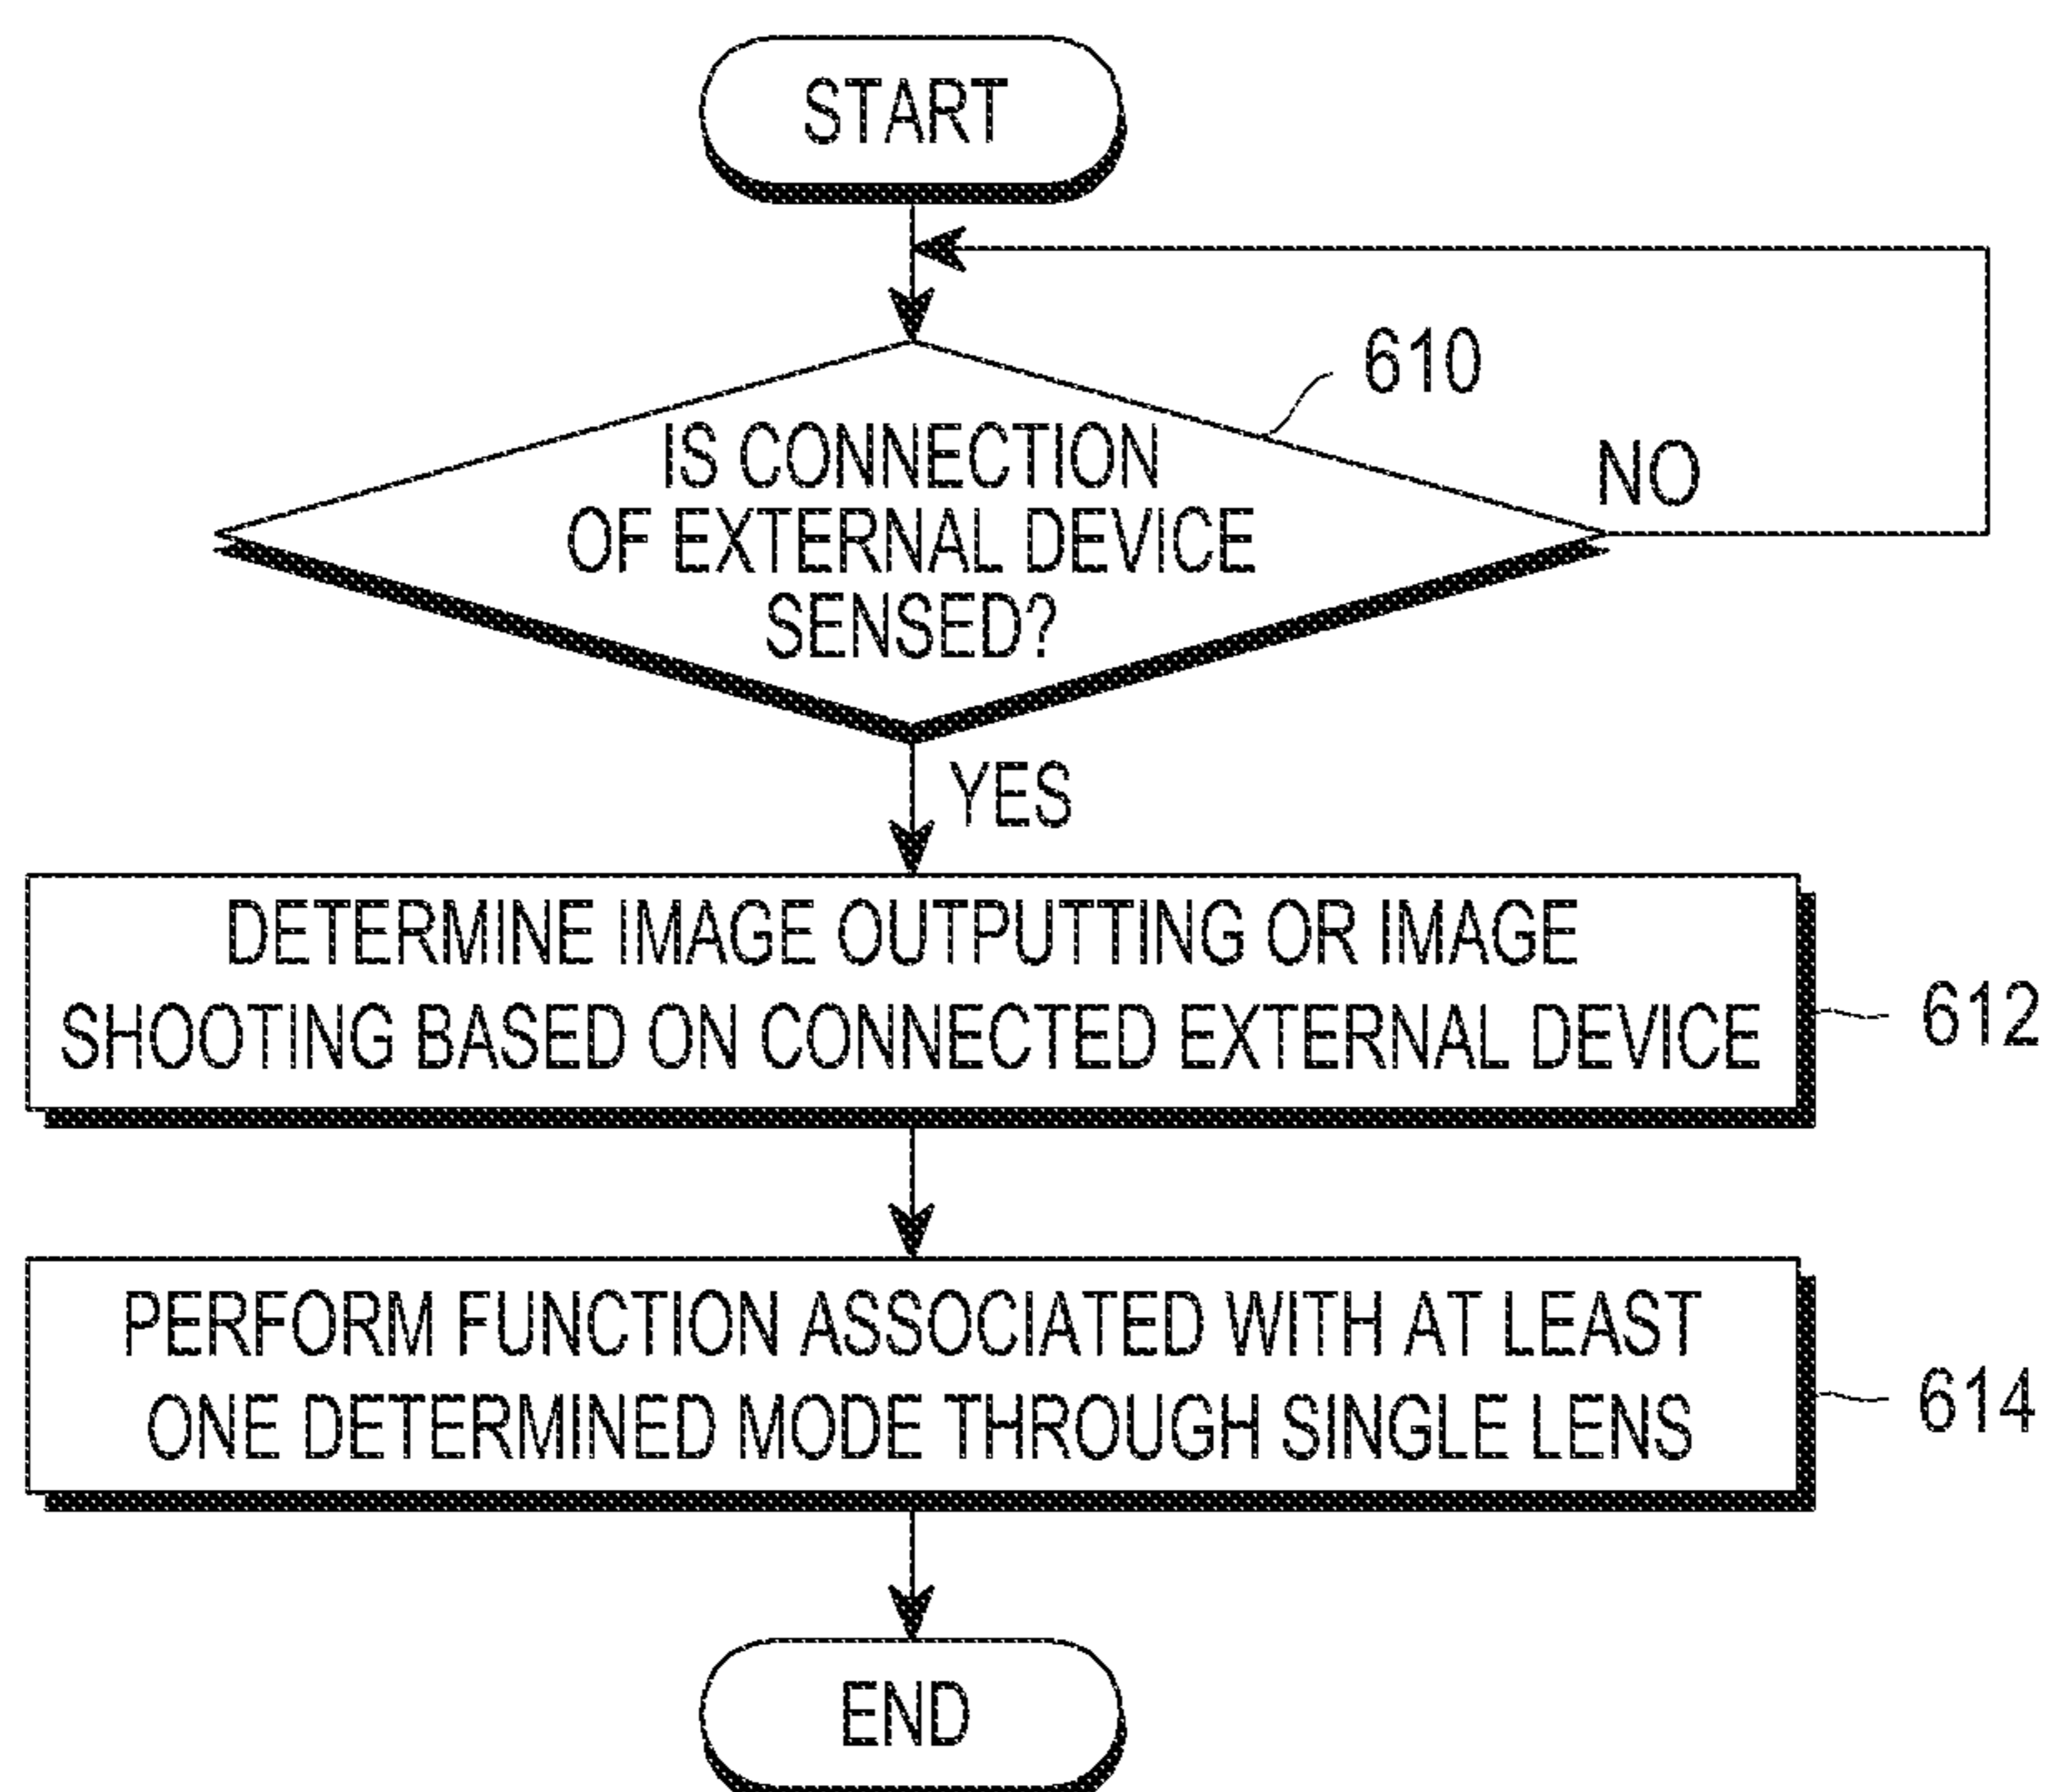 START
610
IS CONNECTION
OF EXTERNAL DEVICE
SENSED?
NO
YES
DETERMINE IMAGE OUTPUTTING OR IMAGE
SHOOTING BASED ON CONNECTED EXTERNAL DEVICE
612
PERFORM FUNCTION ASSOCIATED WITH AT LEAST
ONE DETERMINED MODE THROUGH SINGLE LENS
614
END